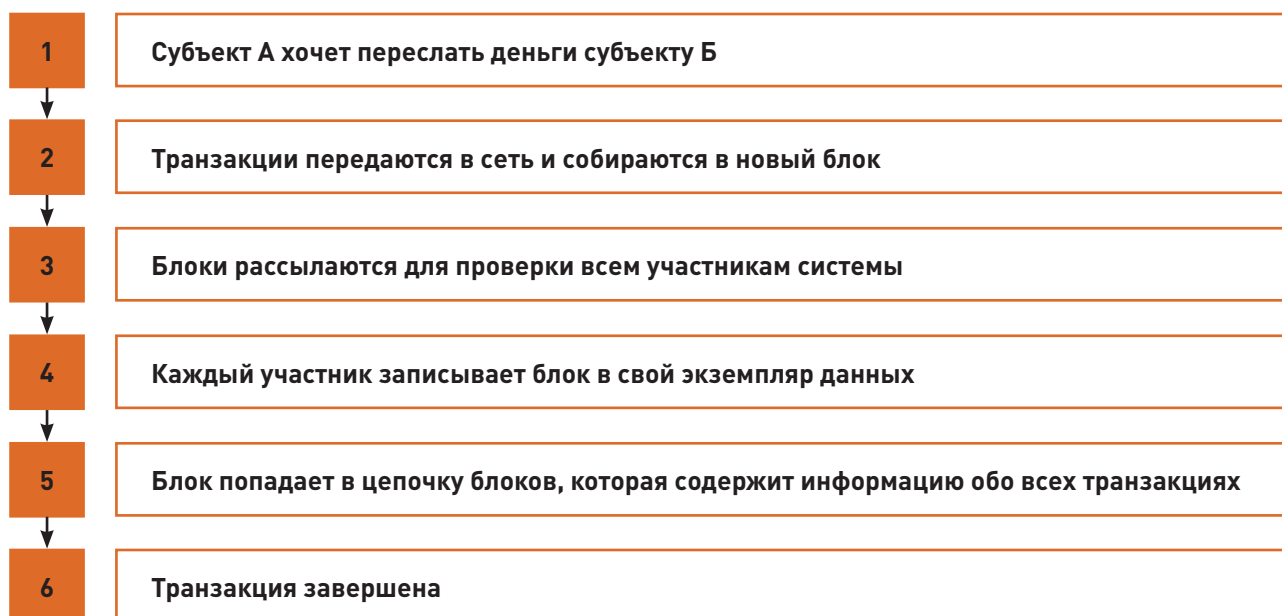 1 Субъект А хочет переслать деньги субъекту Б
2 Транзакции передаются в сеть и собираются в новый блок
3 Блоки рассылаются для проверки всем участникам системы
4 Каждый участник записывает блок в свой экземпляр данных
5 Блок попадает в цепочку блоков, которая содержит информацию обо всех транзакциях
6 Транзакция завершена